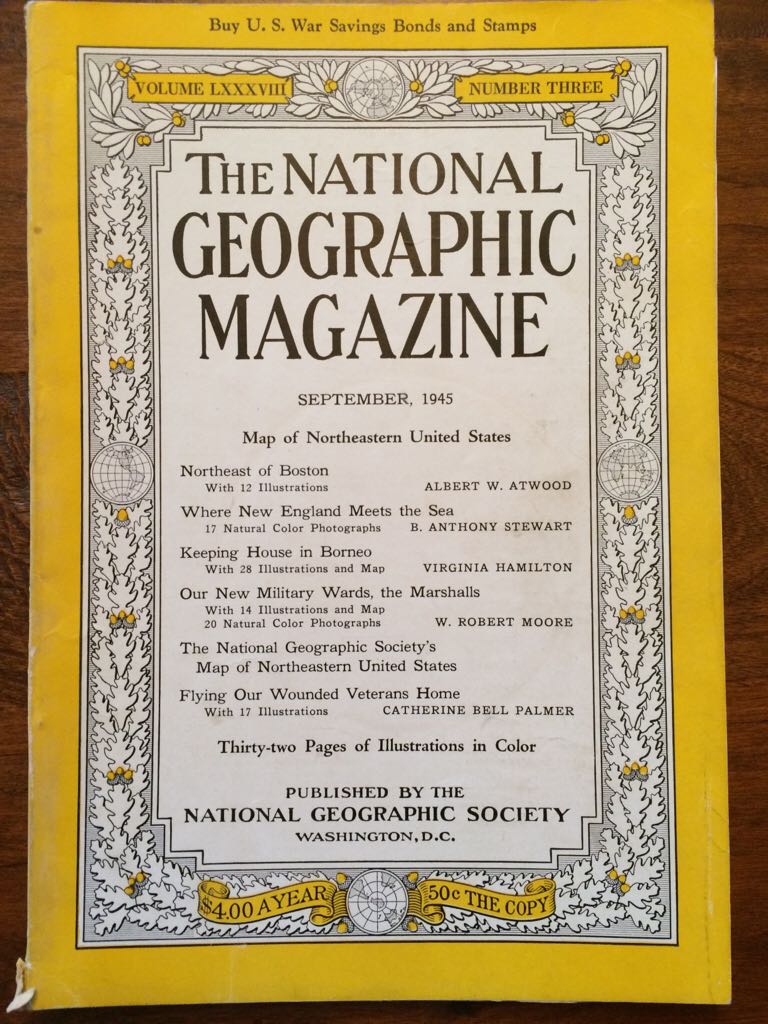 Buy U. S. War Savings Bonds and Stamps
VOLUME LXXXVIII
NUMBER THREE
THE NATIONAL
GEOGRAPHIC
MAGAZINE
SEPTEMBER, 1945
Map of Northeastern United States
Northeast of Boston
With 12 Illustrations ALBERT W. ATWOOD
Where New England Meets the Sea
17 Natural Color Photographs B. ANTHONY STEWART
Keeping House in Borneo
With 28 Illustrations and Map VIRGINIA HAMILTON
Our New Military Wards, the Marshalls
With 14 Illustrations and Map
20 Natural Color Photographs W. ROBERT MOORE
The National Geographic Society's
Map of Northeastern United States
Flying Our Wounded Veterans Home
With 17 Illustrations CATHERINE BELL PALMER
Thirty-two Pages of Illustrations in Color
PUBLISHED BY THE
NATIONAL GEOGRAPHIC SOCIETY
WASHINGTON, D.C.
$4.00 A YEAR
50c THE COPY